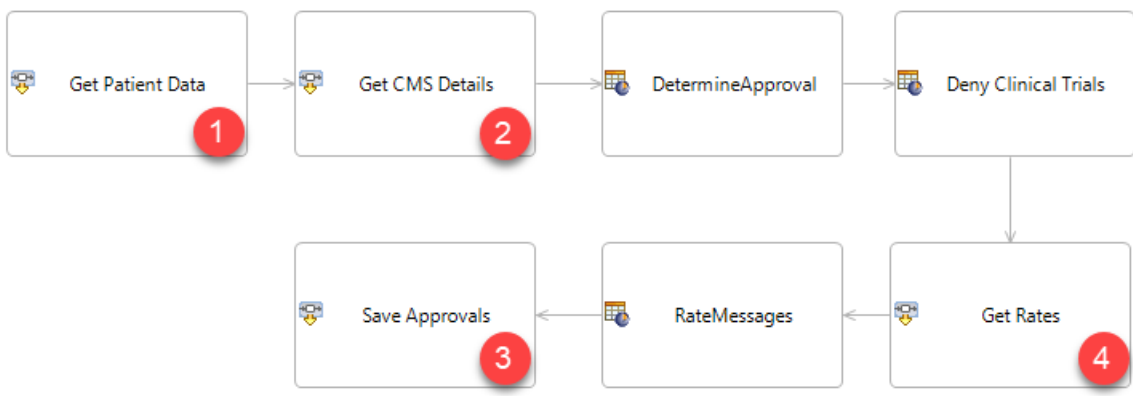 Get Patient Data
1
Get CMS Details
2
DetermineApproval
Deny Clinical Trials
Save Approvals
3
RateMessages
Get Rates
4